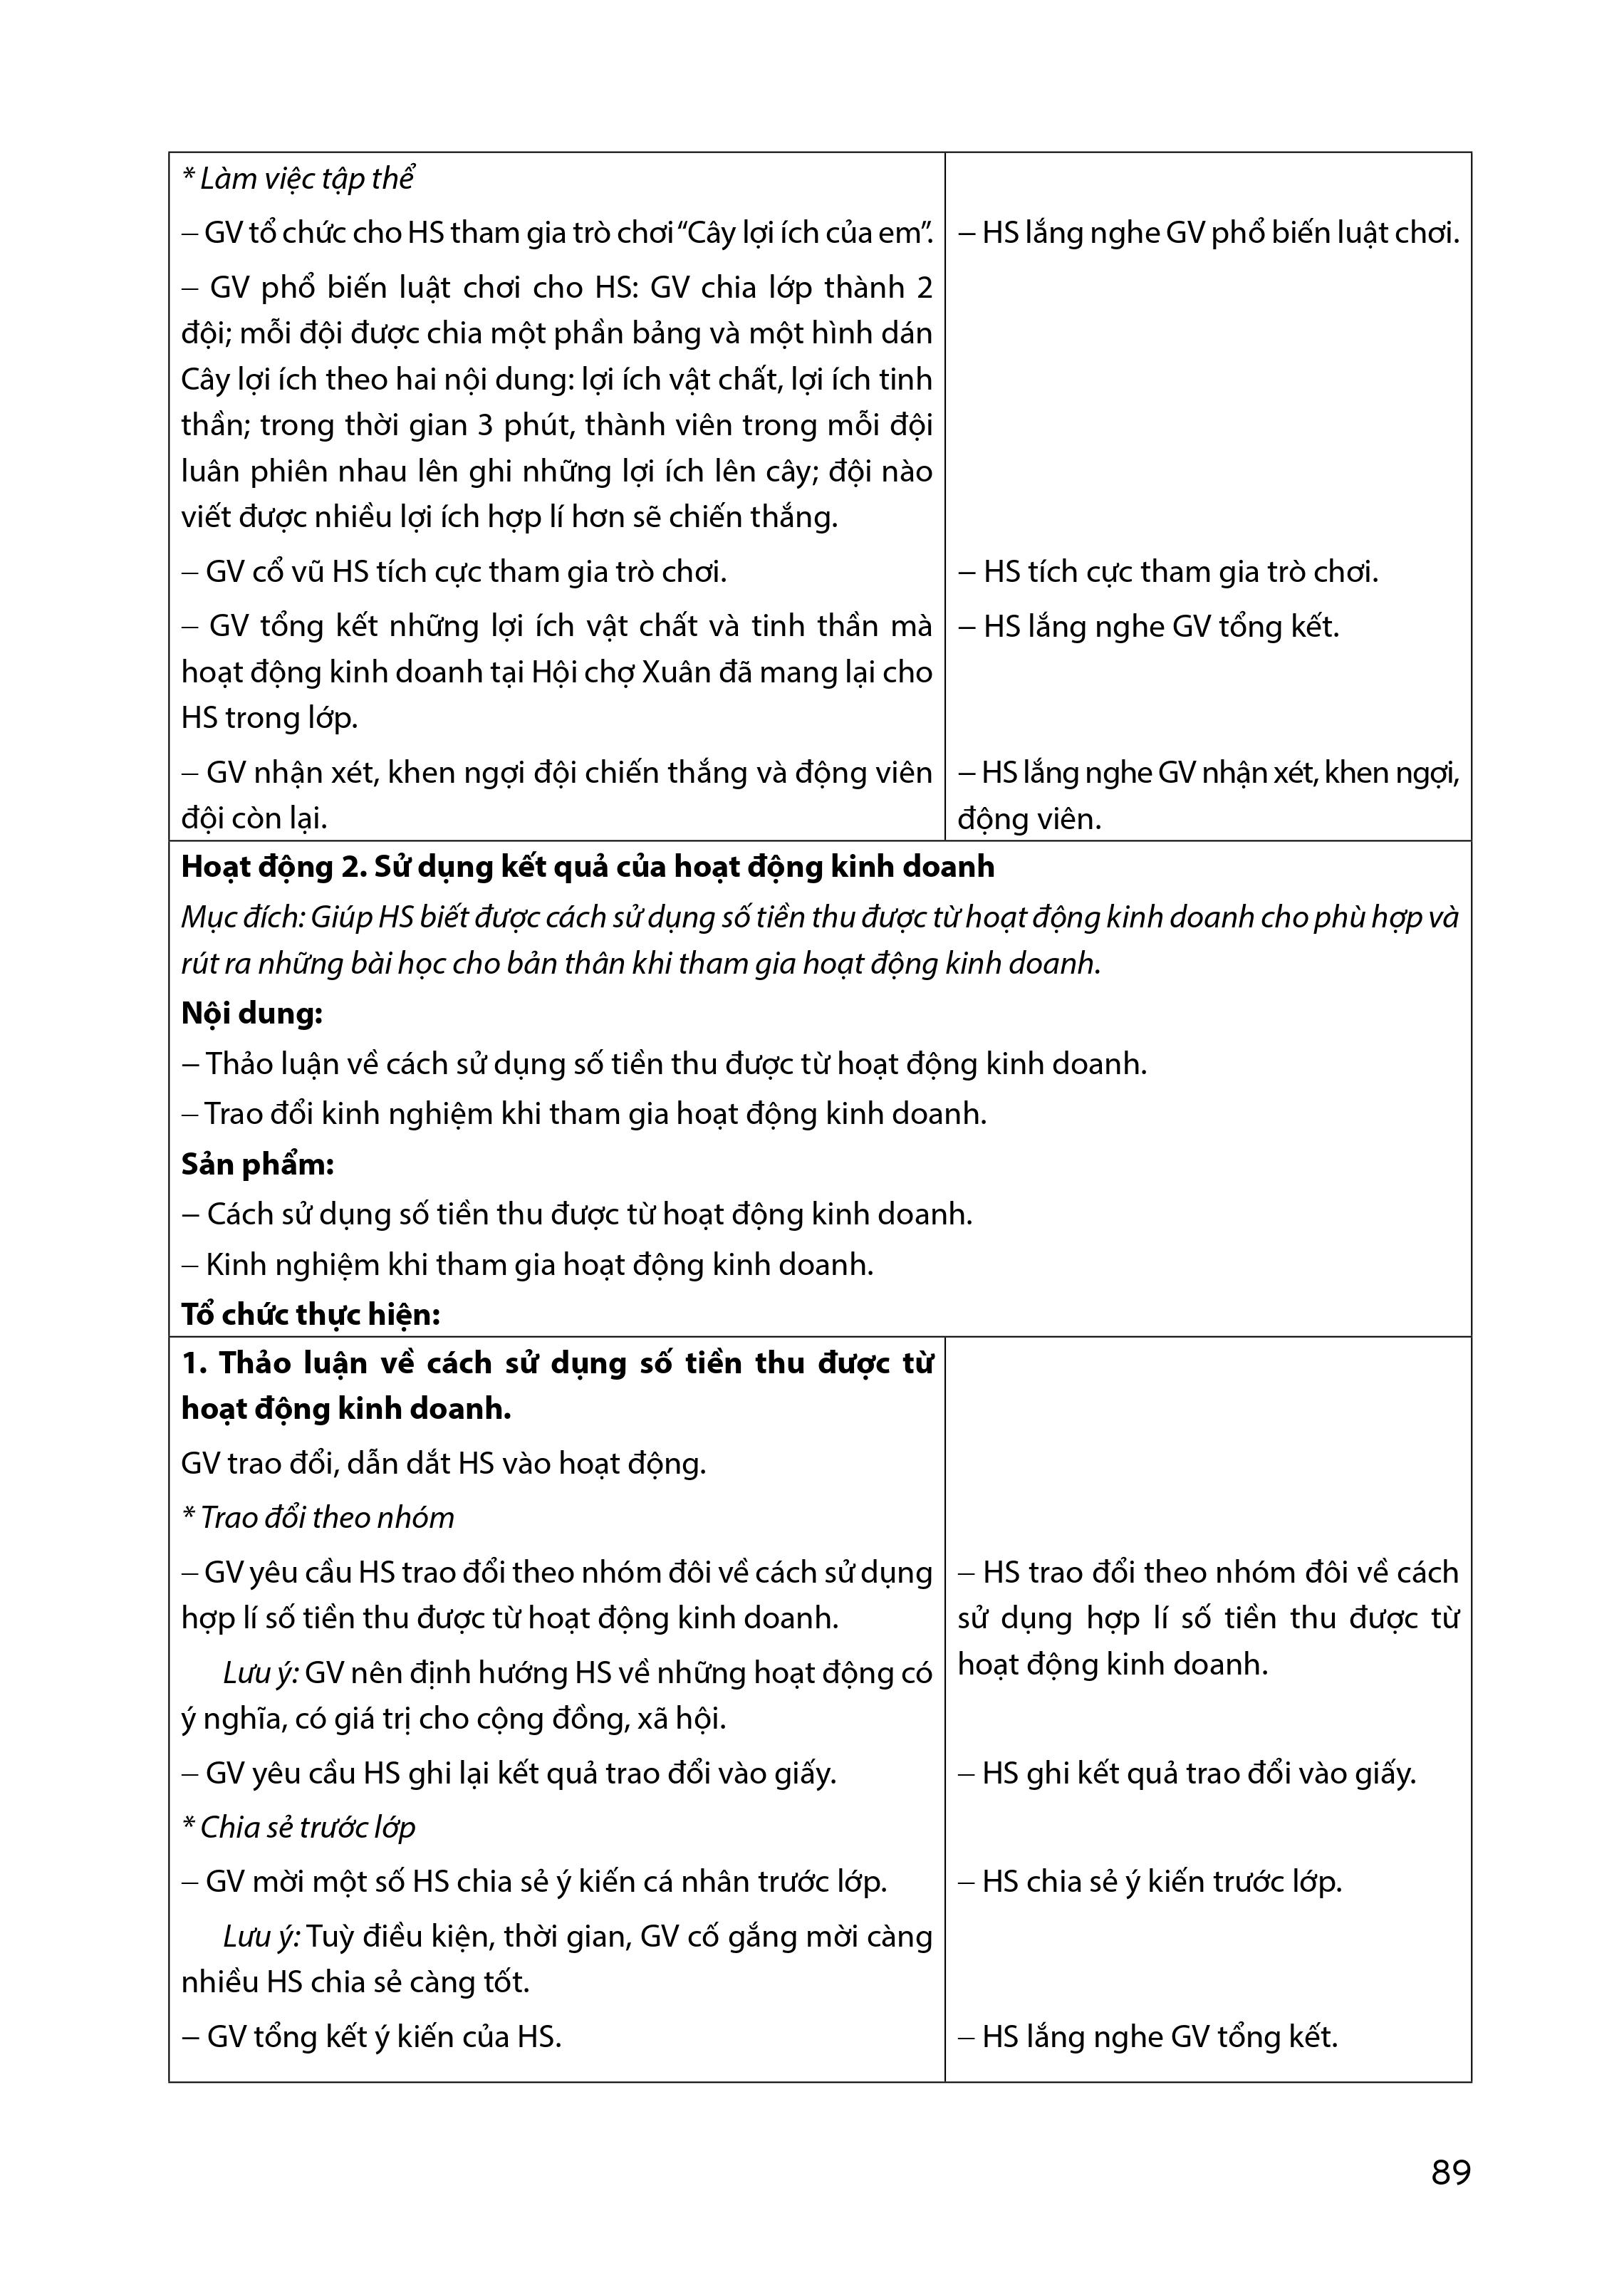 * Làm việc tập thể
– GV tổ chức cho HS tham gia trò chơi “Cây lợi ích của em”.
– HS lắng nghe GV phổ biến luật chơi.
– GV phổ biến luật chơi cho HS: GV chia lớp thành 2
đội; mỗi đội được chia một phần bảng và một hình dán
Cây lợi ích theo hai nội dung: lợi ích vật chất, lợi ích tinh
thần; trong thời gian 3 phút, thành viên trong mỗi đội
luân phiên nhau lên ghi những lợi ích lên cây; đội nào
viết được nhiều lợi ích hợp lí hơn sẽ chiến thắng.
– GV cổ vũ HS tích cực tham gia trò chơi.
– HS tích cực tham gia trò chơi.
– GV tổng kết những lợi ích vật chất và tinh thần mà
hoạt động kinh doanh tại Hội chợ Xuân đã mang lại cho
HS trong lớp.
– HS lắng nghe GV tổng kết.
– GV nhận xét, khen ngợi đội chiến thắng và động viên
đội còn lại.
– HS lắng nghe GV nhận xét, khen ngợi,
động viên.
Hoạt động 2. Sử dụng kết quả của hoạt động kinh doanh
Mục đích: Giúp HS biết được cách sử dụng số tiền thu được từ hoạt động kinh doanh cho phù hợp và
rút ra những bài học cho bản thân khi tham gia hoạt động kinh doanh.
Nội dung:
– Thảo luận về cách sử dụng số tiền thu được từ hoạt động kinh doanh.
– Trao đổi kinh nghiệm khi tham gia hoạt động kinh doanh.
Sản phẩm:
– Cách sử dụng số tiền thu được từ hoạt động kinh doanh.
– Kinh nghiệm khi tham gia hoạt động kinh doanh.
Tổ chức thực hiện:
1. Thảo luận về cách sử dụng số tiền thu được từ
hoạt động kinh doanh.
GV trao đổi, dẫn dắt HS vào hoạt động.
* Trao đổi theo nhóm
– GV yêu cầu HS trao đổi theo nhóm đôi về cách sử dụng
hợp lí số tiền thu được từ hoạt động kinh doanh.
– HS trao đổi theo nhóm đôi về cách
sử dụng hợp lí số tiền thu được từ
hoạt động kinh doanh.
Lưu ý: GV nên định hướng HS về những hoạt động có
ý nghĩa, có giá trị cho cộng đồng, xã hội.
– GV yêu cầu HS ghi lại kết quả trao đổi vào giấy.
– HS ghi kết quả trao đổi vào giấy.
* Chia sẻ trước lớp
– GV mời một số HS chia sẻ ý kiến cá nhân trước lớp.
– HS chia sẻ ý kiến trước lớp.
Lưu ý: Tuỳ điều kiện, thời gian, GV cố gắng mời càng
nhiều HS chia sẻ càng tốt.
– GV tổng kết ý kiến của HS.
– HS lắng nghe GV tổng kết.
89